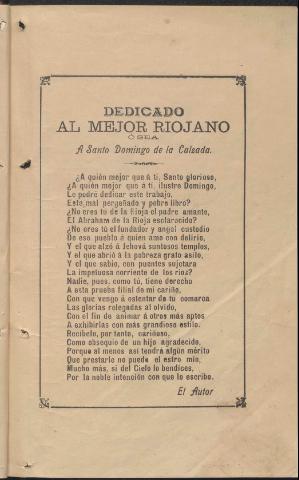 DEDICADO
AL MEJOR RIOJANO
Ó SEA
A Santo Domingo de la Calzada.
¿A quién mejor que á ti, Santo glorioso,
¿A quién mejor que á ti, ilustre Domingo,
Le podré dedicar este trabajo,
Este mal pergeñado y pobre libro?
¿No eres tú de la Rioja el padre amante,
El Abraham de la Rioja esclarecido?
¿No eres tú el fundador y angel custodio
De ese pueblo á quien amo con delirio,
Y el que alzó á Jehová suntosos templos,
Y el que abrió á la pobreza grato asilo,
Y el que sabio, con puentes sujetara
La impetuosa corriente de los ríos?
Nadie, pues, como tú, tiene derecho
A esta prueba filial de mi cariño,
Con que vengo á ostentar de tú comarca
Las glorias relegadas al olvido,
Con el fin de animar á otros más aptos
A exhibirlas con más grandioso estilo.
Recíbelo, por tanto, cariñoso,
Como obsequio de un hijo agradecido,
Porque al menos así tendrá algún mérito
Que prestarle no puede el estro mío,
Mucho más, si del Cielo lo bendices,
Por la noble intención con que lo escribo.
El Autor